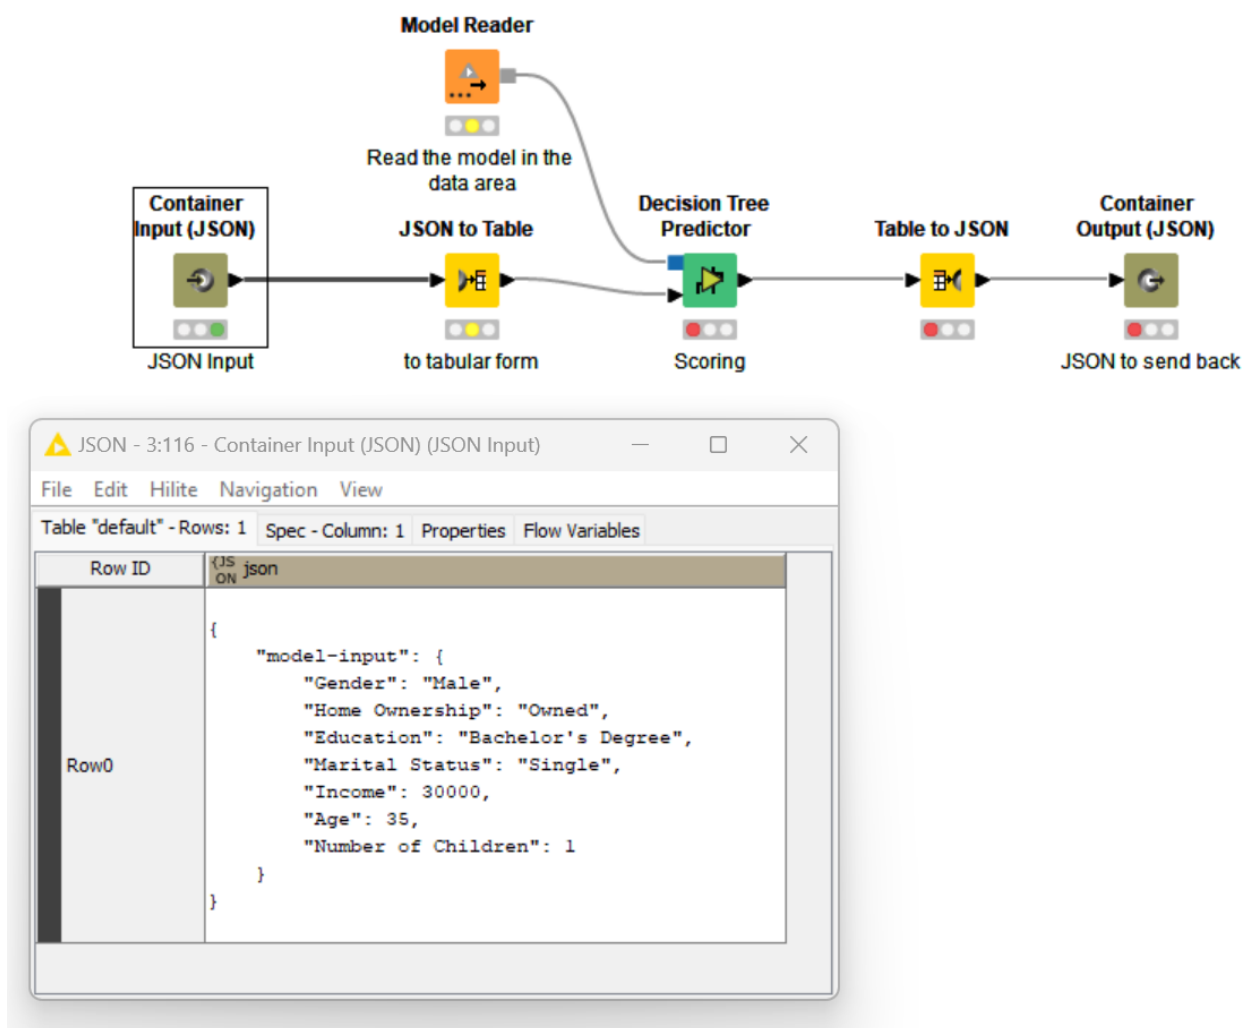 Model Reader
Read the model in the
data area
Container
Input (JSON)
JSON Input
JSON to Table
to tabular form
Decision Tree
Predictor
Scoring
Table to JSON
Container
Output (JSON)
JSON to send back
JSON - 3:116 - Container Input (JSON) (JSON Input)
File Edit Hilite Navigation View
Table "default" - Rows: 1 Spec - Column: 1 Properties Flow Variables
Row ID {JS ON json
Row0
{
"model-input": {
"Gender": "Male",
"Home Ownership": "Owned",
"Education": "Bachelor's Degree",
"Marital Status": "Single",
"Income": 30000,
"Age": 35,
"Number of Children": 1
}
}